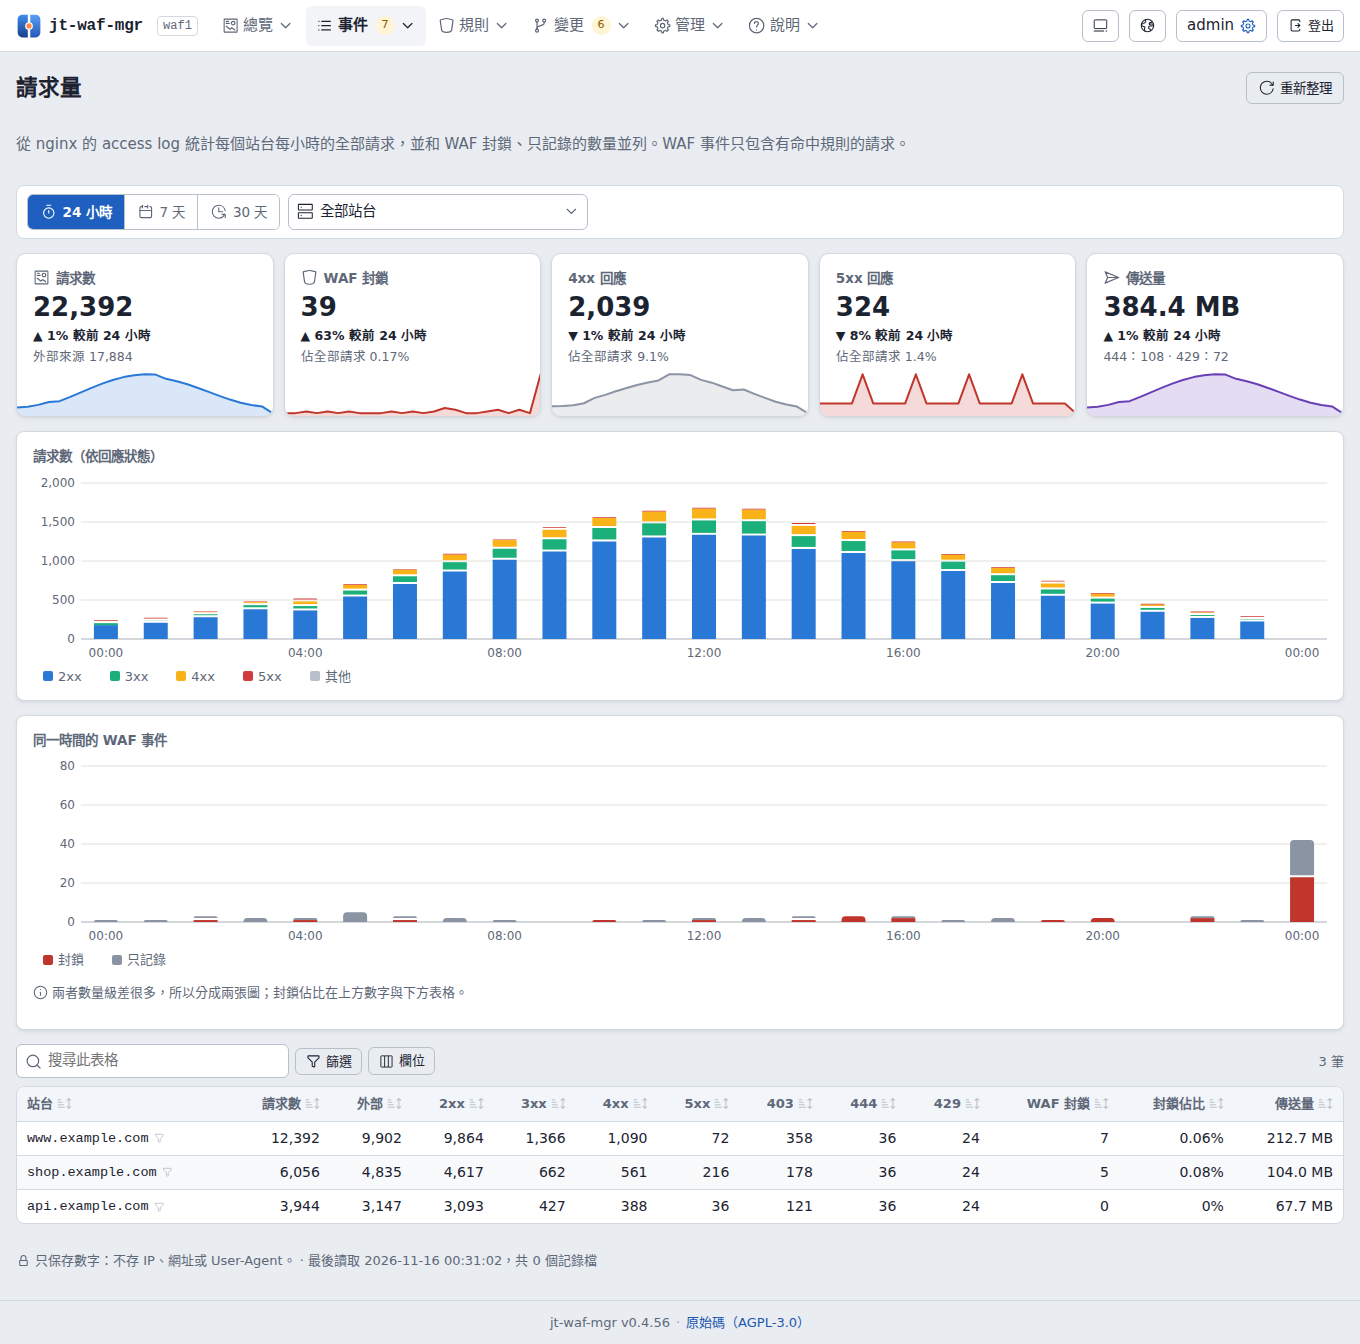 jt-waf-mgr waf1 總覽 事件 7 規則 變更 6 管理 說明 admin 登出
請求量
重新整理
從 nginx 的 access log 統計每個站台每小時的全部請求，並和 WAF 封鎖、只記錄的數量並列。WAF 事件只包含有命中規則的請求。
24 小時 7 天 30 天 全部站台
請求數
22,392
▲ 1% 較前 24 小時
外部來源 17,884
WAF 封鎖
39
▲ 63% 較前 24 小時
佔全部請求 0.17%
4xx 回應
2,039
▼ 1% 較前 24 小時
佔全部請求 9.1%
5xx 回應
324
▼ 8% 較前 24 小時
佔全部請求 1.4%
傳送量
384.4 MB
▲ 1% 較前 24 小時
444：108 · 429：72
請求數（依回應狀態）
2,000
1,500
1,000
500
0
00:00 04:00 08:00 12:00 16:00 20:00 00:00
2xx 3xx 4xx 5xx 其他
同一時間的 WAF 事件
80
60
40
20
0
00:00 04:00 08:00 12:00 16:00 20:00 00:00
封鎖 只記錄
兩者數量級差很多，所以分成兩張圖；封鎖佔比在上方數字與下方表格。
搜尋此表格 篩選 欄位 3 筆
站台 請求數 外部 2xx 3xx 4xx 5xx 403 444 429 WAF 封鎖 封鎖佔比 傳送量
www.example.com 12,392 9,902 9,864 1,366 1,090 72 358 36 24 7 0.06% 212.7 MB
shop.example.com 6,056 4,835 4,617 662 561 216 178 36 24 5 0.08% 104.0 MB
api.example.com 3,944 3,147 3,093 427 388 36 121 36 24 0 0% 67.7 MB
只保存數字：不存 IP、網址或 User-Agent。 · 最後讀取 2026-11-16 00:31:02，共 0 個記錄檔
jt-waf-mgr v0.4.56 · 原始碼（AGPL-3.0）